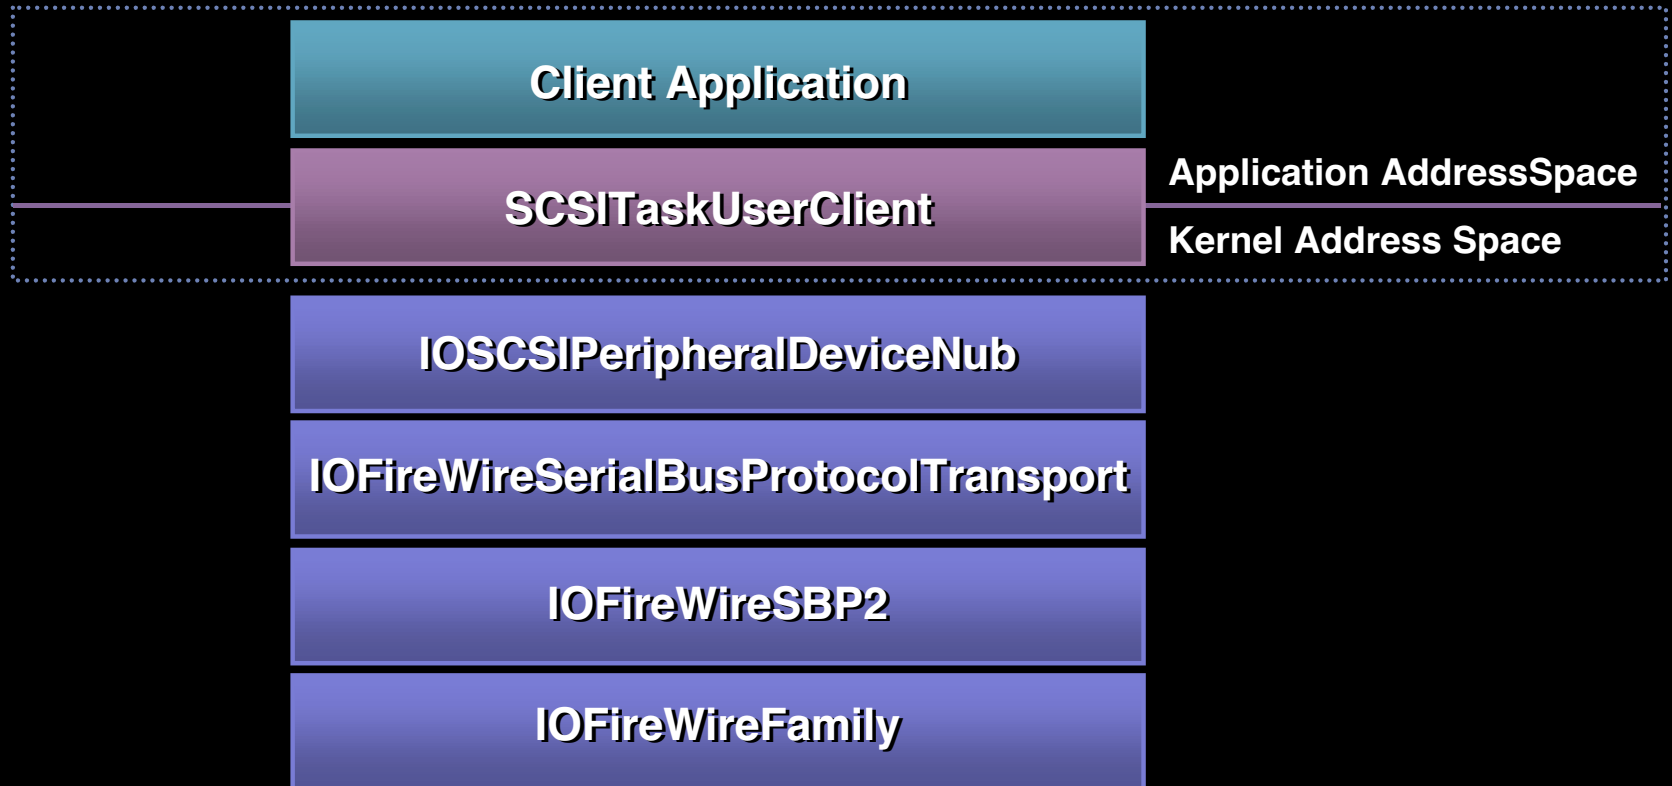 Client Application
SCSITaskUserClient
Application AddressSpace
Kernel Address Space
IOSCSIPeripheralDeviceNub
IOFireWireSerialBusProtocolTransport
IOFireWireSBP2
IOFireWireFamily